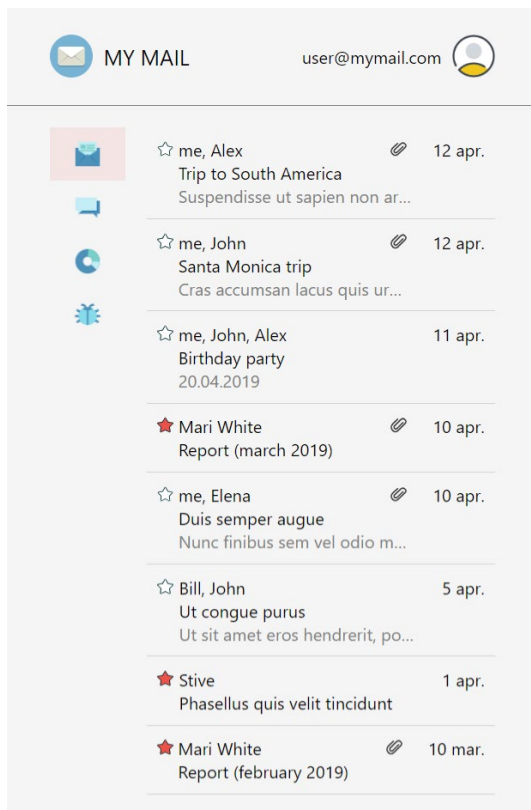 MY MAIL
user@mymail.com
me, Alex 12 apr.
Trip to South America
Suspendisse ut sapien non ar...
me, John 12 apr.
Santa Monica trip
Cras accumsan lacus quis ur...
me, John, Alex 11 apr.
Birthday party
20.04.2019
Mari White 10 apr.
Report (march 2019)
me, Elena 10 apr.
Duis semper augue
Nunc finibus sem vel odio m...
Bill, John 5 apr.
Ut congue purus
Ut sit amet eros hendrerit, po...
Stive 1 apr.
Phasellus quis velit tincidunt
Mari White 10 mar.
Report (february 2019)